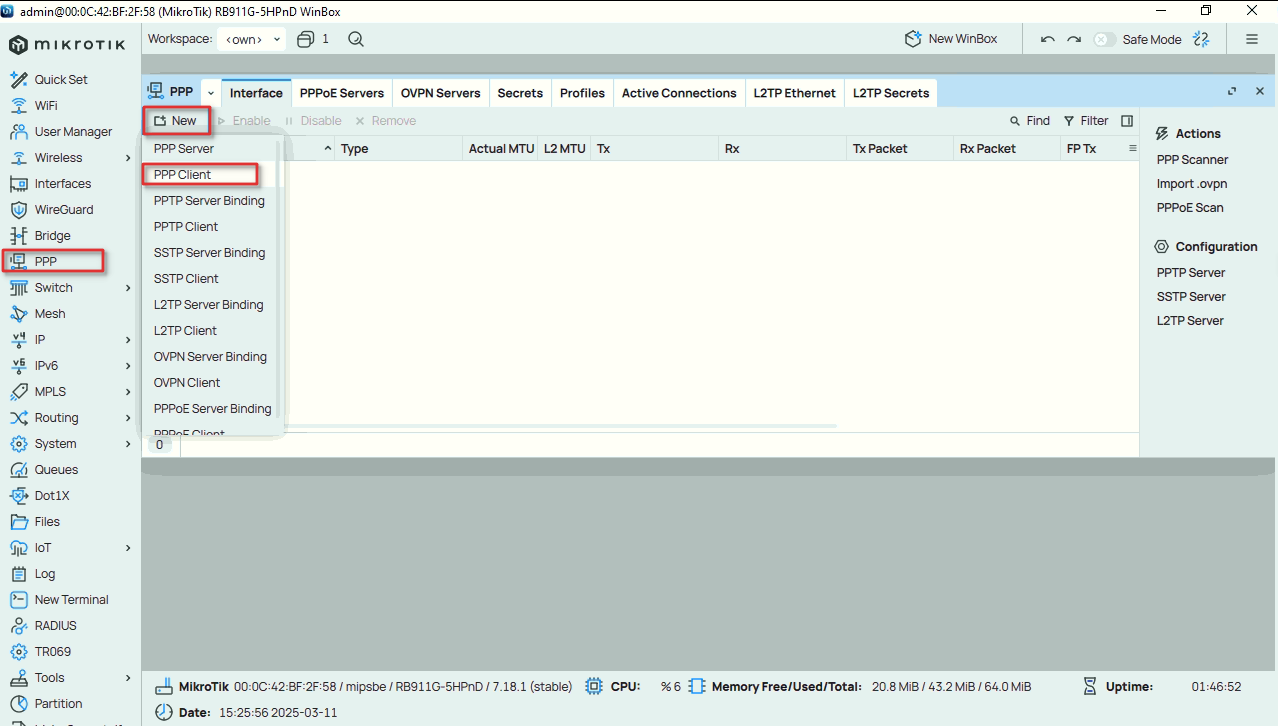 admin@00:0C:42:BF:2F:58 (MikroTik) RB911G-5HPnD WinBox
MIKROTIK
Workspace: <own> 1 New WinBox Safe Mode
Quick Set
WiFi
User Manager
Wireless
Interfaces
WireGuard
Bridge
PPP
Switch
Mesh
IP
IPv6
MPLS
Routing
System
Queues
Dot1X
Files
IoT
Log
New Terminal
RADIUS
TR069
Tools
Partition
PPP Interface PPPoE Servers OVPN Servers Secrets Profiles Active Connections L2TP Ethernet L2TP Secrets
New Enable Disable Remove Find Filter
Type Actual MTU L2 MTU Tx Rx Tx Packet Rx Packet FP Tx
PPP Server
PPP Client
PPTP Server Binding
PPTP Client
SSTP Server Binding
SSTP Client
L2TP Server Binding
L2TP Client
OVPN Server Binding
OVPN Client
PPPoE Server Binding
PPPoE Client
0
Actions
PPP Scanner
Import .ovpn
PPPoE Scan
Configuration
PPTP Server
SSTP Server
L2TP Server
MikroTik 00:0C:42:BF:2F:58 / mipsbe / RB911G-5HPnD / 7.18.1 (stable) CPU: % 6 Memory Free/Used/Total: 20.8 MiB / 43.2 MiB / 64.0 MiB Uptime: 01:46:52
Date: 15:25:56 2025-03-11